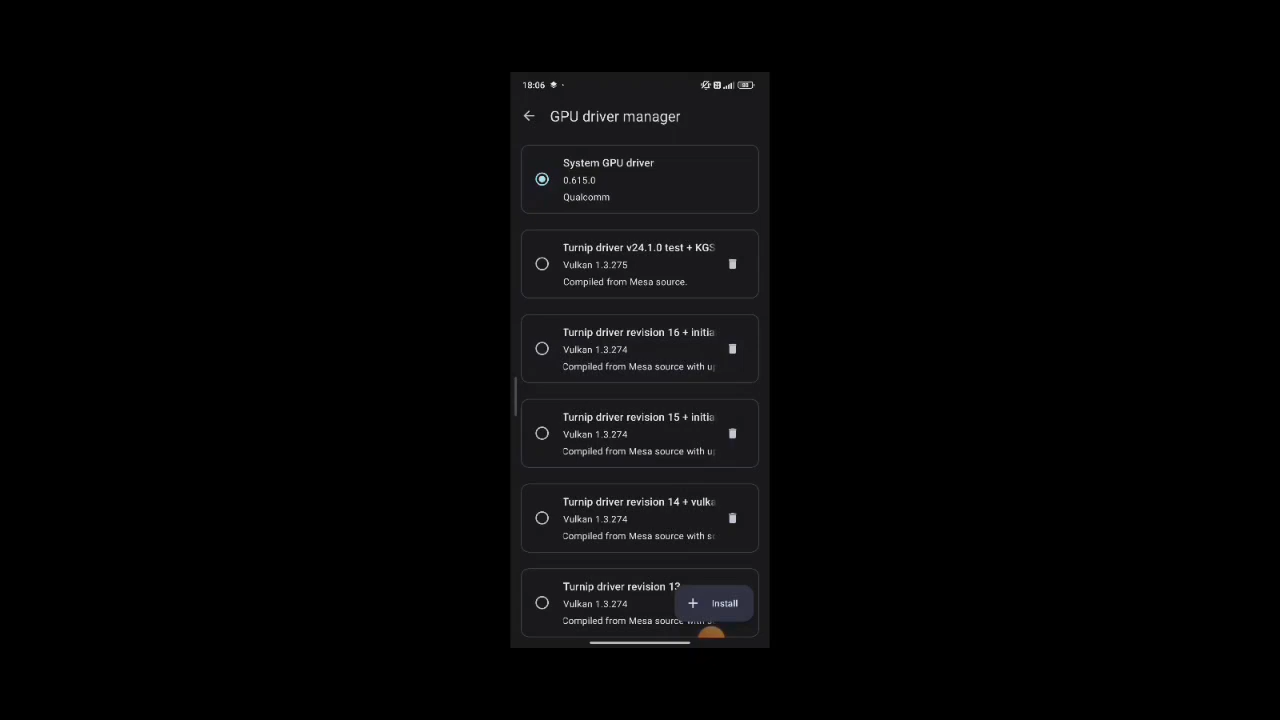 18:06
GPU driver manager
System GPU driver
0.615.0
Qualcomm
Turnip driver v24.1.0 test + KGS
Vulkan 1.3.275
Compiled from Mesa source.
Turnip driver revision 16 + initia
Vulkan 1.3.274
Compiled from Mesa source with u
Turnip driver revision 15 + initia
Vulkan 1.3.274
Compiled from Mesa source with u
Turnip driver revision 14 + vulka
Vulkan 1.3.274
Compiled from Mesa source with s
Turnip driver revision 13
Vulkan 1.3.274
Install
Compiled from Mesa source with